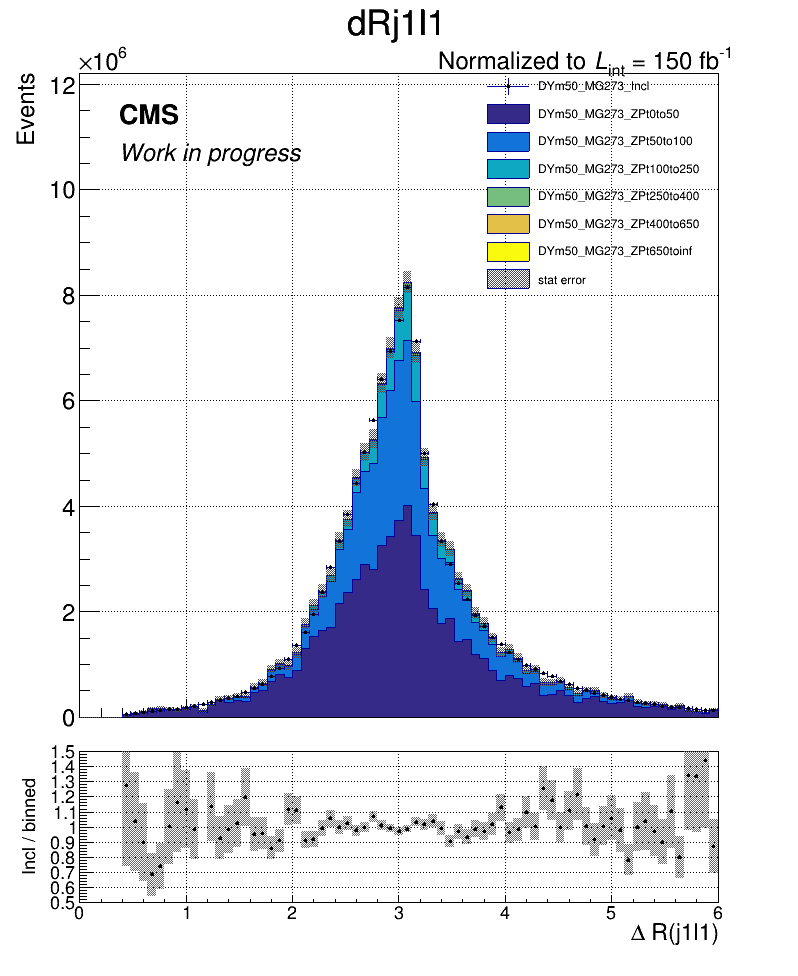 dRj1l1
×10⁶
Normalized to L_int = 150 fb⁻¹
Events
12
10
8
6
4
2
0
CMS
Work in progress
DYm50_MG273_Incl
DYm50_MG273_ZPt0to50
DYm50_MG273_ZPt50to100
DYm50_MG273_ZPt100to250
DYm50_MG273_ZPt250to400
DYm50_MG273_ZPt400to650
DYm50_MG273_ZPt650toinf
stat error
Incl / binned
1.5
1.4
1.3
1.2
1.1
1
0.9
0.8
0.7
0.6
0.5
0 1 2 3 4 5 6
Δ R(j1l1)